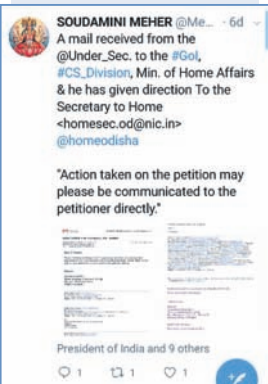 SOUDAMINI MEHER @Me... · 6d
A mail received from the
@Under_Sec. to the #GoI,
#CS_Division, Min. of Home Affairs
& he has given direction To the
Secretary to Home
<homesec.od@nic.in>
@homeodisha
"Action taken on the petition may
please be communicated to the
petitioner directly."
President of India and 9 others
1 1 1